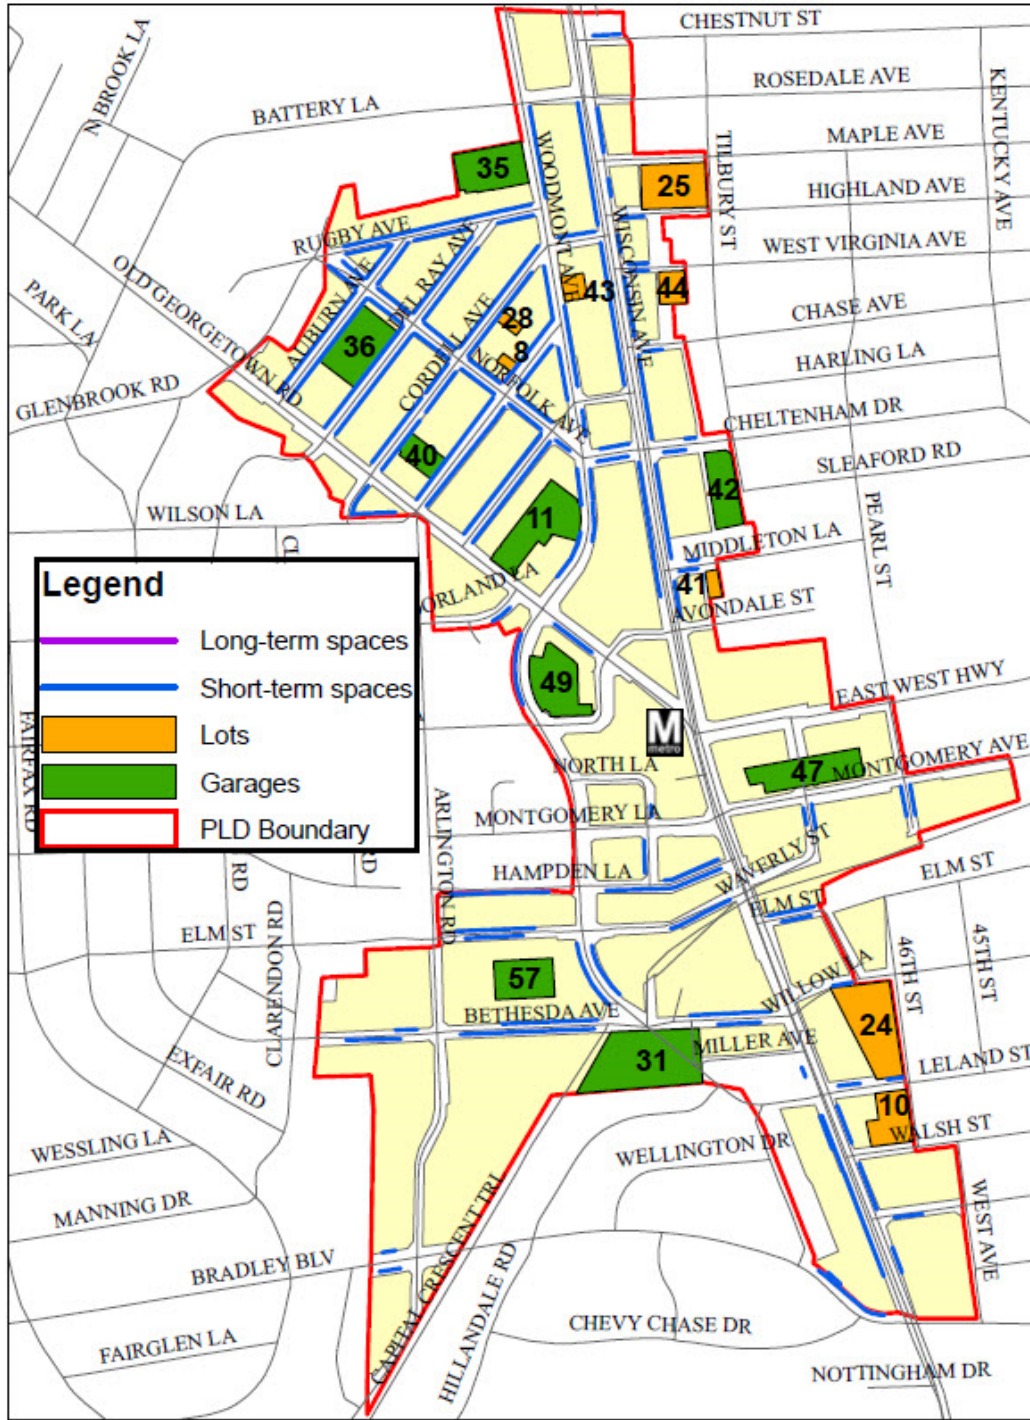 CHESTNUT ST
ROSEDALE AVE
N BROOK LA
BATTERY LA
KENTUCKY AVE
MAPLE AVE
WOODMONT AVE
TILBURY ST
35
25
HIGHLAND AVE
RUGBY AVE
WISCONSIN AVE
WEST VIRGINIA AVE
DEL RAY AVE
OLD GEORGETOWN RD
AUBURN AVE
43
44
PARK LA
CHASE AVE
28
36
CORDELL AVE
8
HARLING LA
NORFOLK AVE
GLENBROOK RD
CHELTENHAM DR
40
SLEAFORD RD
42
WILSON LA
11
PEARL ST
MIDDLETON LA
CL
41
Legend
ORLAND LA
AVONDALE ST
Long-term spaces
Short-term spaces
49
EAST WEST HWY
Lots
M
metro
FAIRFAX RD
NORTH LA
47
MONTGOMERY AVE
Garages
ARLINGTON RD
MONTGOMERY LA
PLD Boundary
WAVERLY ST
RD
RD
HAMPDEN LA
ELM ST
ELM ST
ELM ST
CLARENDON RD
46TH ST
45TH ST
57
WILLOW LA
BETHESDA AVE
24
MILLER AVE
31
LELAND ST
EXFAIR RD
10
WALSH ST
WESSLING LA
WELLINGTON DR
MANNING DR
CAPITAL CRESCENT TRL
WEST AVE
BRADLEY BLV
HILLANDALE RD
CHEVY CHASE DR
FAIRGLEN LA
NOTTINGHAM DR